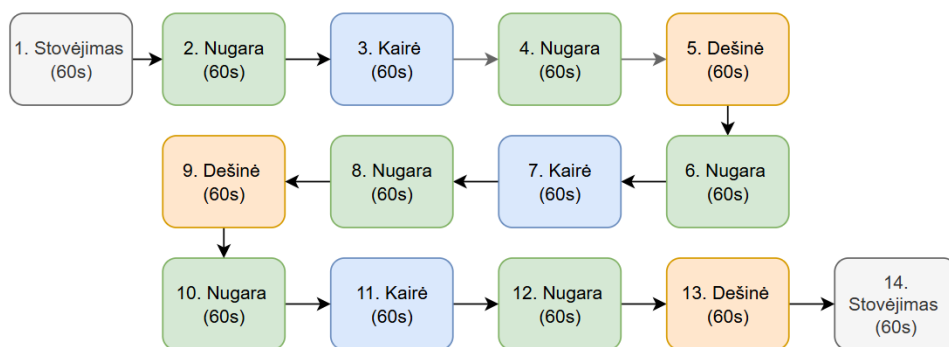 1. Stovėjimas
(60s)
2. Nugara
(60s)
3. Kairė
(60s)
4. Nugara
(60s)
5. Dešinė
(60s)
6. Nugara
(60s)
7. Kairė
(60s)
8. Nugara
(60s)
9. Dešinė
(60s)
10. Nugara
(60s)
11. Kairė
(60s)
12. Nugara
(60s)
13. Dešinė
(60s)
14.
Stovėjimas
(60s)